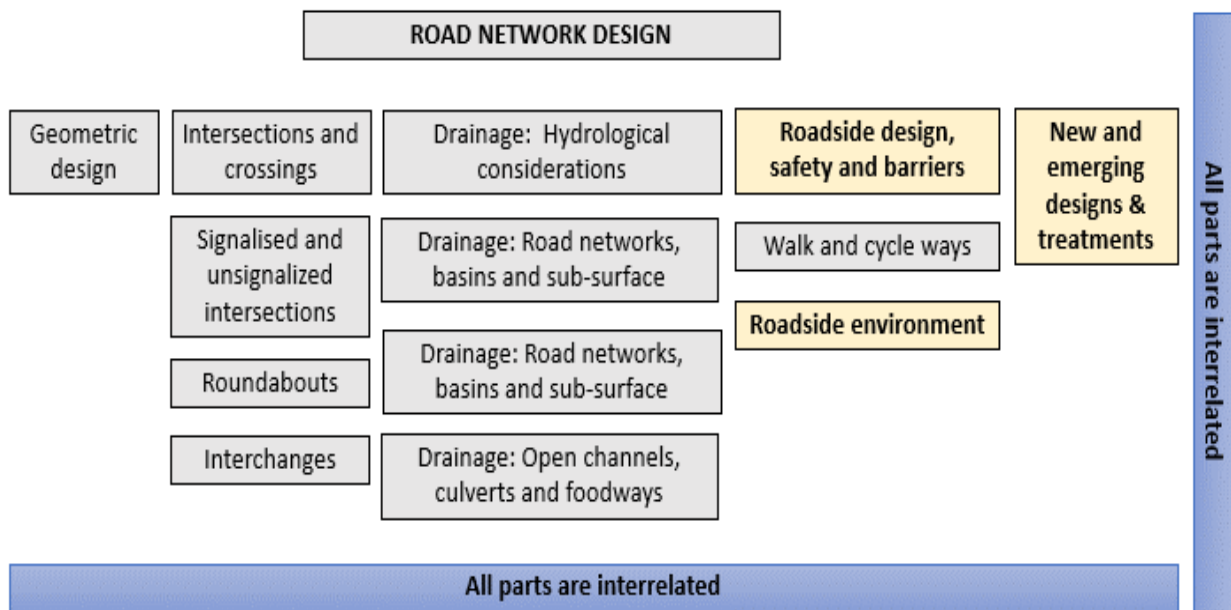 ROAD NETWORK DESIGN
Geometric
design
Intersections and
crossings
Signalised and
unsignalized
intersections
Roundabouts
Interchanges
Drainage: Hydrological
considerations
Drainage: Road networks,
basins and sub-surface
Drainage: Road networks,
basins and sub-surface
Drainage: Open channels,
culverts and foodways
Roadside design,
safety and barriers
Walk and cycle ways
Roadside environment
New and
emerging
designs &
treatments
All parts are interrelated
All parts are interrelated